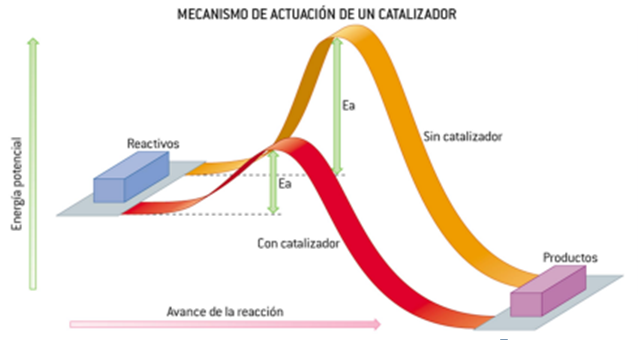 MECANISMO DE ACTUACIÓN DE UN CATALIZADOR
Energía potencial
Reactivos
Ea
Ea
Sin catalizador
Con catalizador
Productos
Avance de la reacción